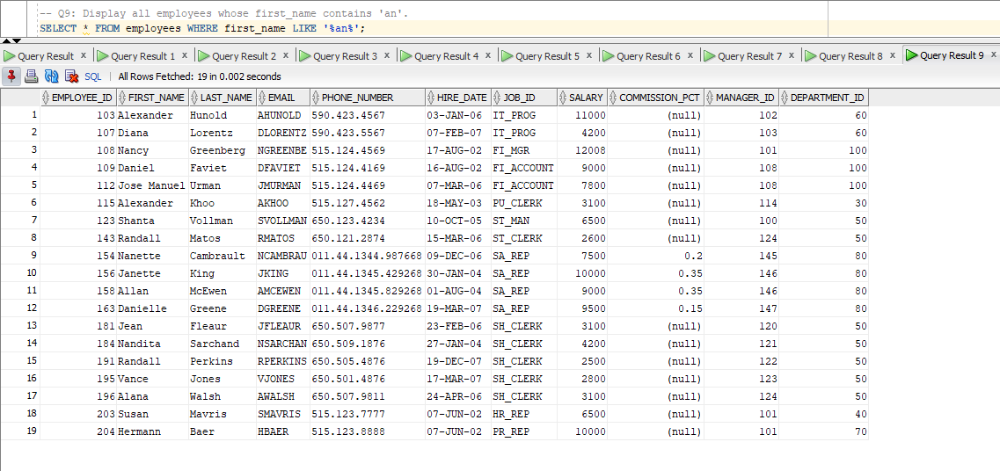 -- Q9: Display all employees whose first_name contains 'an'.
SELECT * FROM employees WHERE first_name LIKE '%an%';
Query Result x Query Result 1 x Query Result 2 x Query Result 3 x Query Result 4 x Query Result 5 x Query Result 6 x Query Result 7 x Query Result 8 x Query Result 9 x
SQL | All Rows Fetched: 19 in 0.002 seconds
EMPLOYEE_ID FIRST_NAME LAST_NAME EMAIL PHONE_NUMBER HIRE_DATE JOB_ID SALARY COMMISSION_PCT MANAGER_ID DEPARTMENT_ID
1 103 Alexander Hunold AHUNOLD 590.423.4567 03-JAN-06 IT_PROG 11000 (null) 102 60
2 107 Diana Lorentz DLORENTZ 590.423.5567 07-FEB-07 IT_PROG 4200 (null) 103 60
3 108 Nancy Greenberg NGREENBE 515.124.4569 17-AUG-02 FI_MGR 12008 (null) 101 100
4 109 Daniel Faviet DFAVIET 515.124.4169 16-AUG-02 FI_ACCOUNT 9000 (null) 108 100
5 112 Jose Manuel Urman JMURMAN 515.124.4469 07-MAR-06 FI_ACCOUNT 7800 (null) 108 100
6 115 Alexander Khoo AKHOO 515.127.4562 18-MAY-03 PU_CLERK 3100 (null) 114 30
7 123 Shanta Vollman SVOLLMAN 650.123.4234 10-OCT-05 ST_MAN 6500 (null) 100 50
8 143 Randall Matos RMATOS 650.121.2874 15-MAR-06 ST_CLERK 2600 (null) 124 50
9 154 Nanette Cambrault NCAMBRAU 011.44.1344.987668 09-DEC-06 SA_REP 7500 0.2 145 80
10 156 Janette King JKING 011.44.1345.429268 30-JAN-04 SA_REP 10000 0.35 146 80
11 158 Allan McEwen AMCEWEN 011.44.1345.829268 01-AUG-04 SA_REP 9000 0.35 146 80
12 163 Danielle Greene DGREENE 011.44.1346.229268 19-MAR-07 SA_REP 9500 0.15 147 80
13 181 Jean Fleaur JFLEAUR 650.507.9877 23-FEB-06 SH_CLERK 3100 (null) 120 50
14 184 Nandita Sarchand NSARCHAN 650.509.1876 27-JAN-04 SH_CLERK 4200 (null) 121 50
15 191 Randall Perkins RPERKINS 650.505.4876 19-DEC-07 SH_CLERK 2500 (null) 122 50
16 195 Vance Jones VJONES 650.501.4876 17-MAR-07 SH_CLERK 2800 (null) 123 50
17 196 Alana Walsh AWALSH 650.507.9811 24-APR-06 SH_CLERK 3100 (null) 124 50
18 203 Susan Mavris SMAVRIS 515.123.7777 07-JUN-02 HR_REP 6500 (null) 101 40
19 204 Hermann Baer HBAER 515.123.8888 07-JUN-02 PR_REP 10000 (null) 101 70